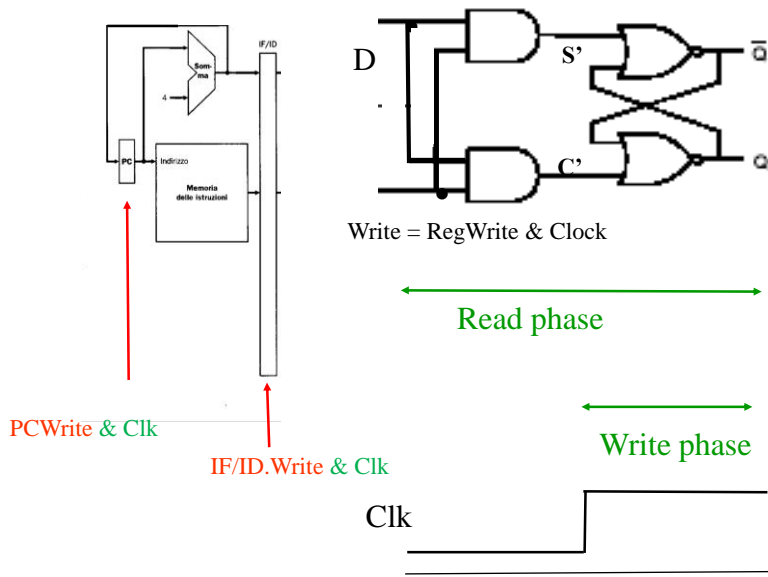 IF/ID
Som-
ma
4
PC
Indirizzo
Memoria
delle istruzioni
PCWrite & Clk
IF/ID.Write & Clk
D
S’
C’
Q
Q
Write = RegWrite & Clock
Read phase
Write phase
Clk